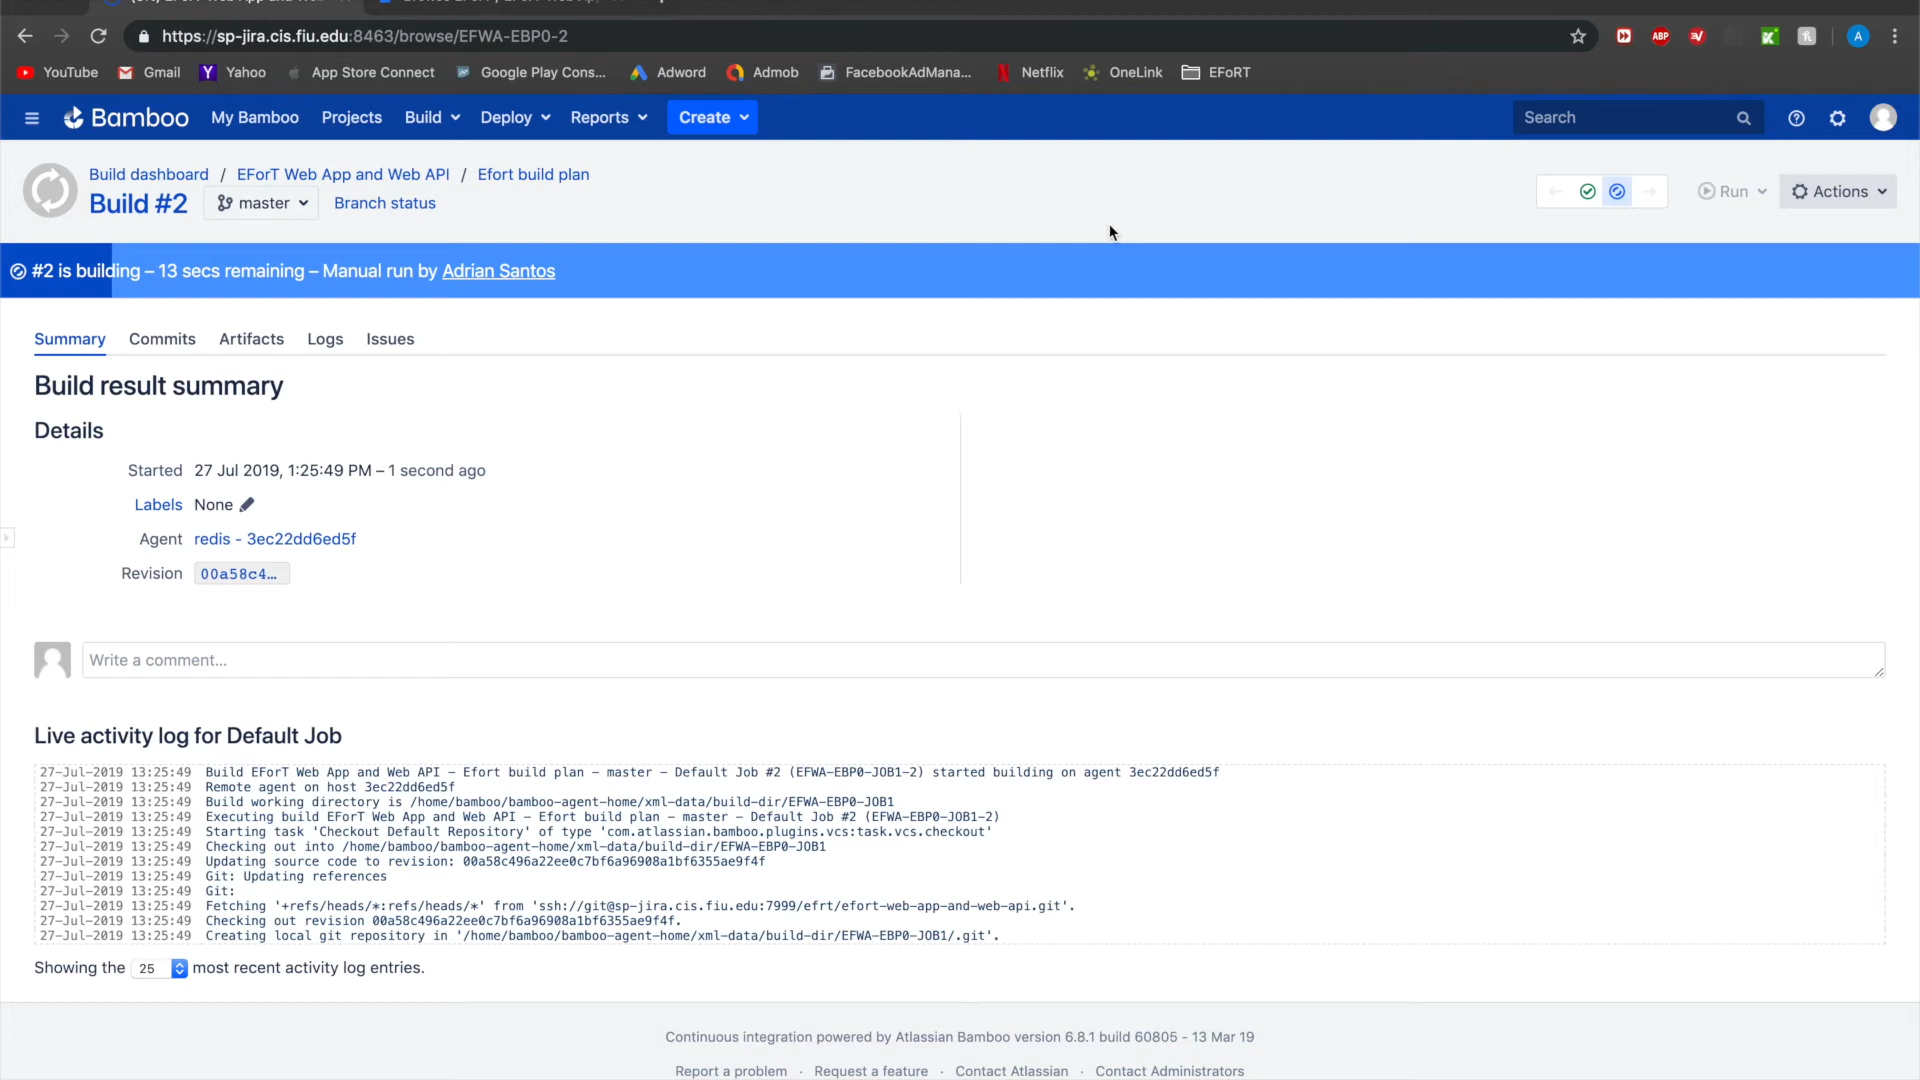 https://sp-jira.cis.fiu.edu:8463/browse/EFWA-EBP0-2
ABP
A
YouTube Gmail Yahoo App Store Connect Google Play Cons... Adword Admob FacebookAdMana... Netflix OneLink EFoRT
Bamboo My Bamboo Projects Build Deploy Reports Create Search
Build dashboard / EForT Web App and Web API / Efort build plan
Build #2 master Branch status
Run Actions
#2 is building – 13 secs remaining – Manual run by Adrian Santos
Summary Commits Artifacts Logs Issues
Build result summary
Details
Started 27 Jul 2019, 1:25:49 PM – 1 second ago
Labels None
Agent redis - 3ec22dd6ed5f
Revision 00a58c4…
Write a comment...
Live activity log for Default Job
27-Jul-2019 13:25:49 Build EForT Web App and Web API - Efort build plan - master - Default Job #2 (EFWA-EBP0-JOB1-2) started building on agent 3ec22dd6ed5f
27-Jul-2019 13:25:49 Remote agent on host 3ec22dd6ed5f
27-Jul-2019 13:25:49 Build working directory is /home/bamboo/bamboo-agent-home/xml-data/build-dir/EFWA-EBP0-JOB1
27-Jul-2019 13:25:49 Executing build EForT Web App and Web API - Efort build plan - master - Default Job #2 (EFWA-EBP0-JOB1-2)
27-Jul-2019 13:25:49 Starting task 'Checkout Default Repository' of type 'com.atlassian.bamboo.plugins.vcs:task.vcs.checkout'
27-Jul-2019 13:25:49 Checking out into /home/bamboo/bamboo-agent-home/xml-data/build-dir/EFWA-EBP0-JOB1
27-Jul-2019 13:25:49 Updating source code to revision: 00a58c496a22ee0c7bf6a96908a1bf6355ae9f4f
27-Jul-2019 13:25:49 Git: Updating references
27-Jul-2019 13:25:49 Git:
27-Jul-2019 13:25:49 Fetching '+refs/heads/*:refs/heads/*' from 'ssh://git@sp-jira.cis.fiu.edu:7999/efrt/efort-web-app-and-web-api.git'.
27-Jul-2019 13:25:49 Checking out revision 00a58c496a22ee0c7bf6a96908a1bf6355ae9f4f.
27-Jul-2019 13:25:49 Creating local git repository in '/home/bamboo/bamboo-agent-home/xml-data/build-dir/EFWA-EBP0-JOB1/.git'.
Showing the 25 most recent activity log entries.
Continuous integration powered by Atlassian Bamboo version 6.8.1 build 60805 - 13 Mar 19
Report a problem · Request a feature · Contact Atlassian · Contact Administrators